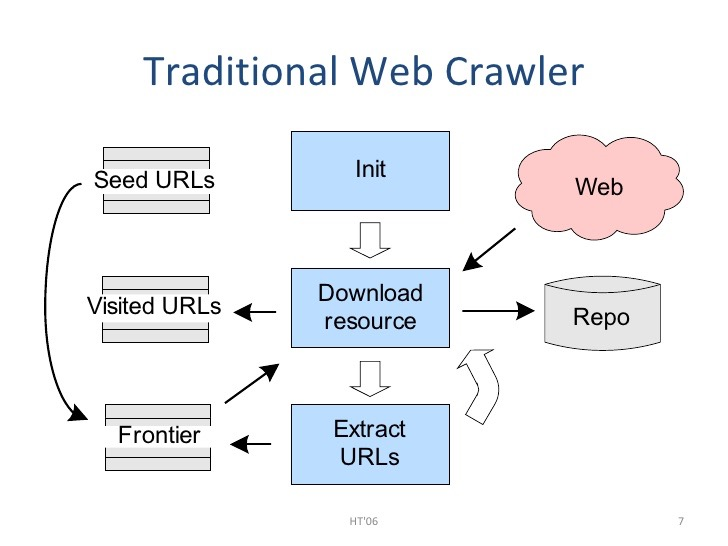 Traditional Web Crawler
Seed URLs
Init
Web
Visited URLs
Download
resource
Repo
Frontier
Extract
URLs
HT'06
7